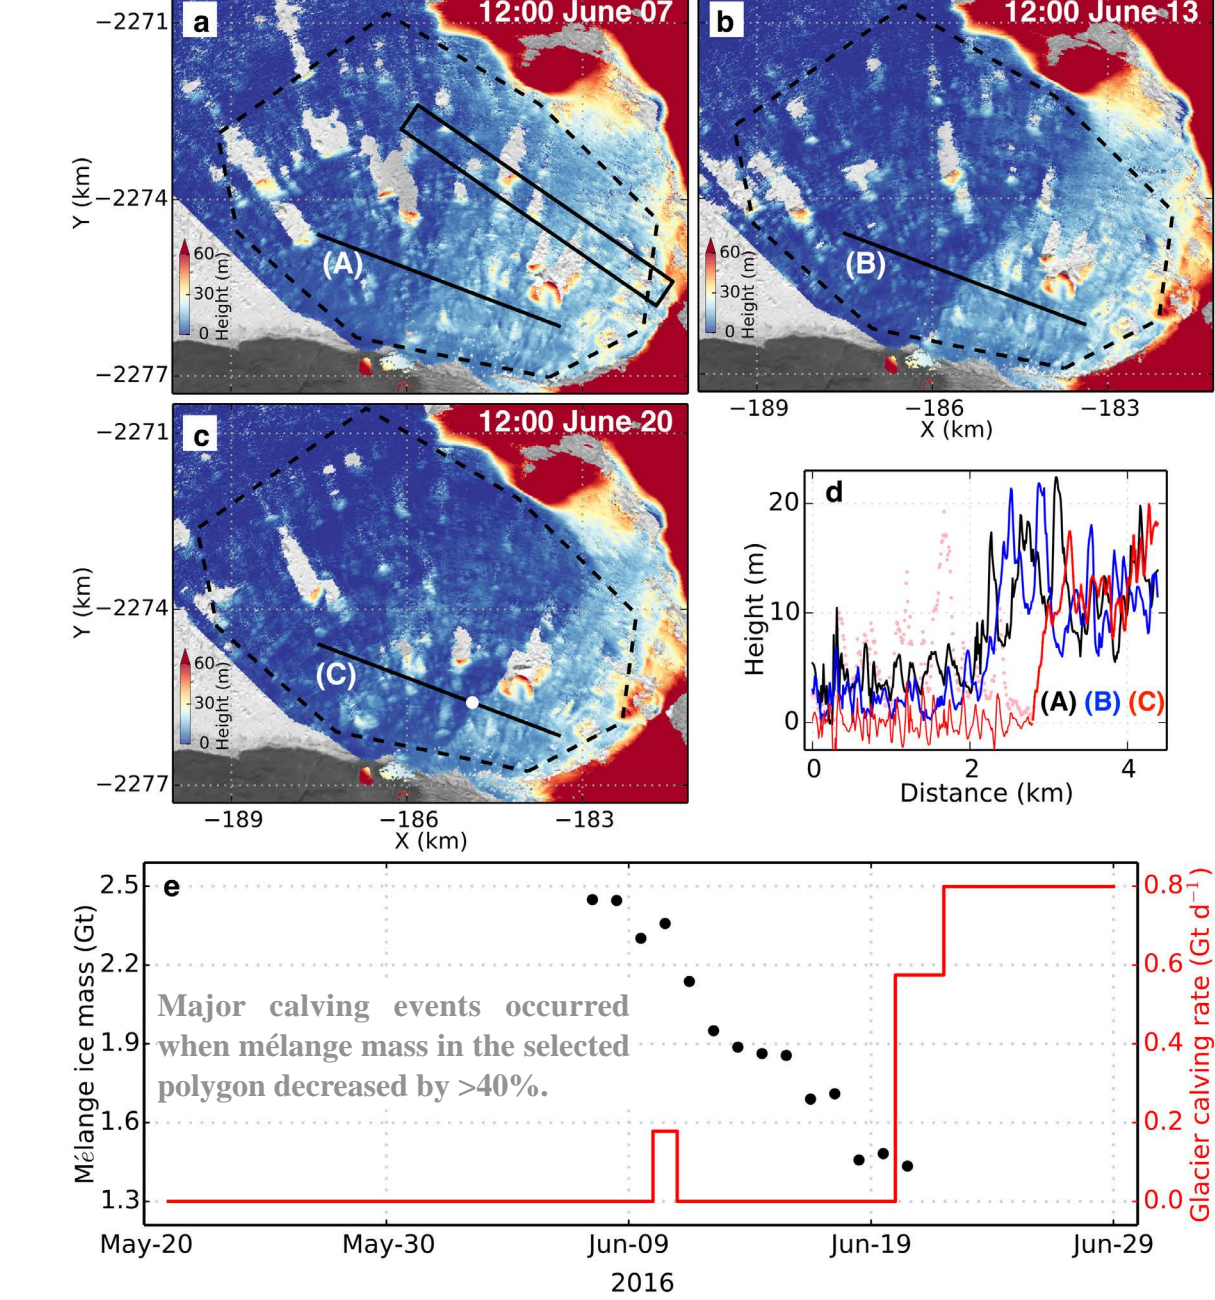 a
12:00 June 07
b
12:00 June 13
−2271
−2274
−2277
Y (km)
60
30
0
Height (m)
(A)
60
30
0
Height (m)
(B)
−189
−186
−183
X (km)
c
12:00 June 20
−2271
−2274
−2277
Y (km)
60
30
0
Height (m)
(C)
−189
−186
−183
X (km)
d
20
10
0
Height (m)
(A) (B) (C)
0
2
4
Distance (km)
e
2.5
2.2
1.9
1.6
1.3
Mélange ice mass (Gt)
Major calving events occurred
when mélange mass in the selected
polygon decreased by >40%.
0.8
0.6
0.4
0.2
0.0
Glacier calving rate (Gt d⁻¹)
May-20
May-30
Jun-09
Jun-19
Jun-29
2016